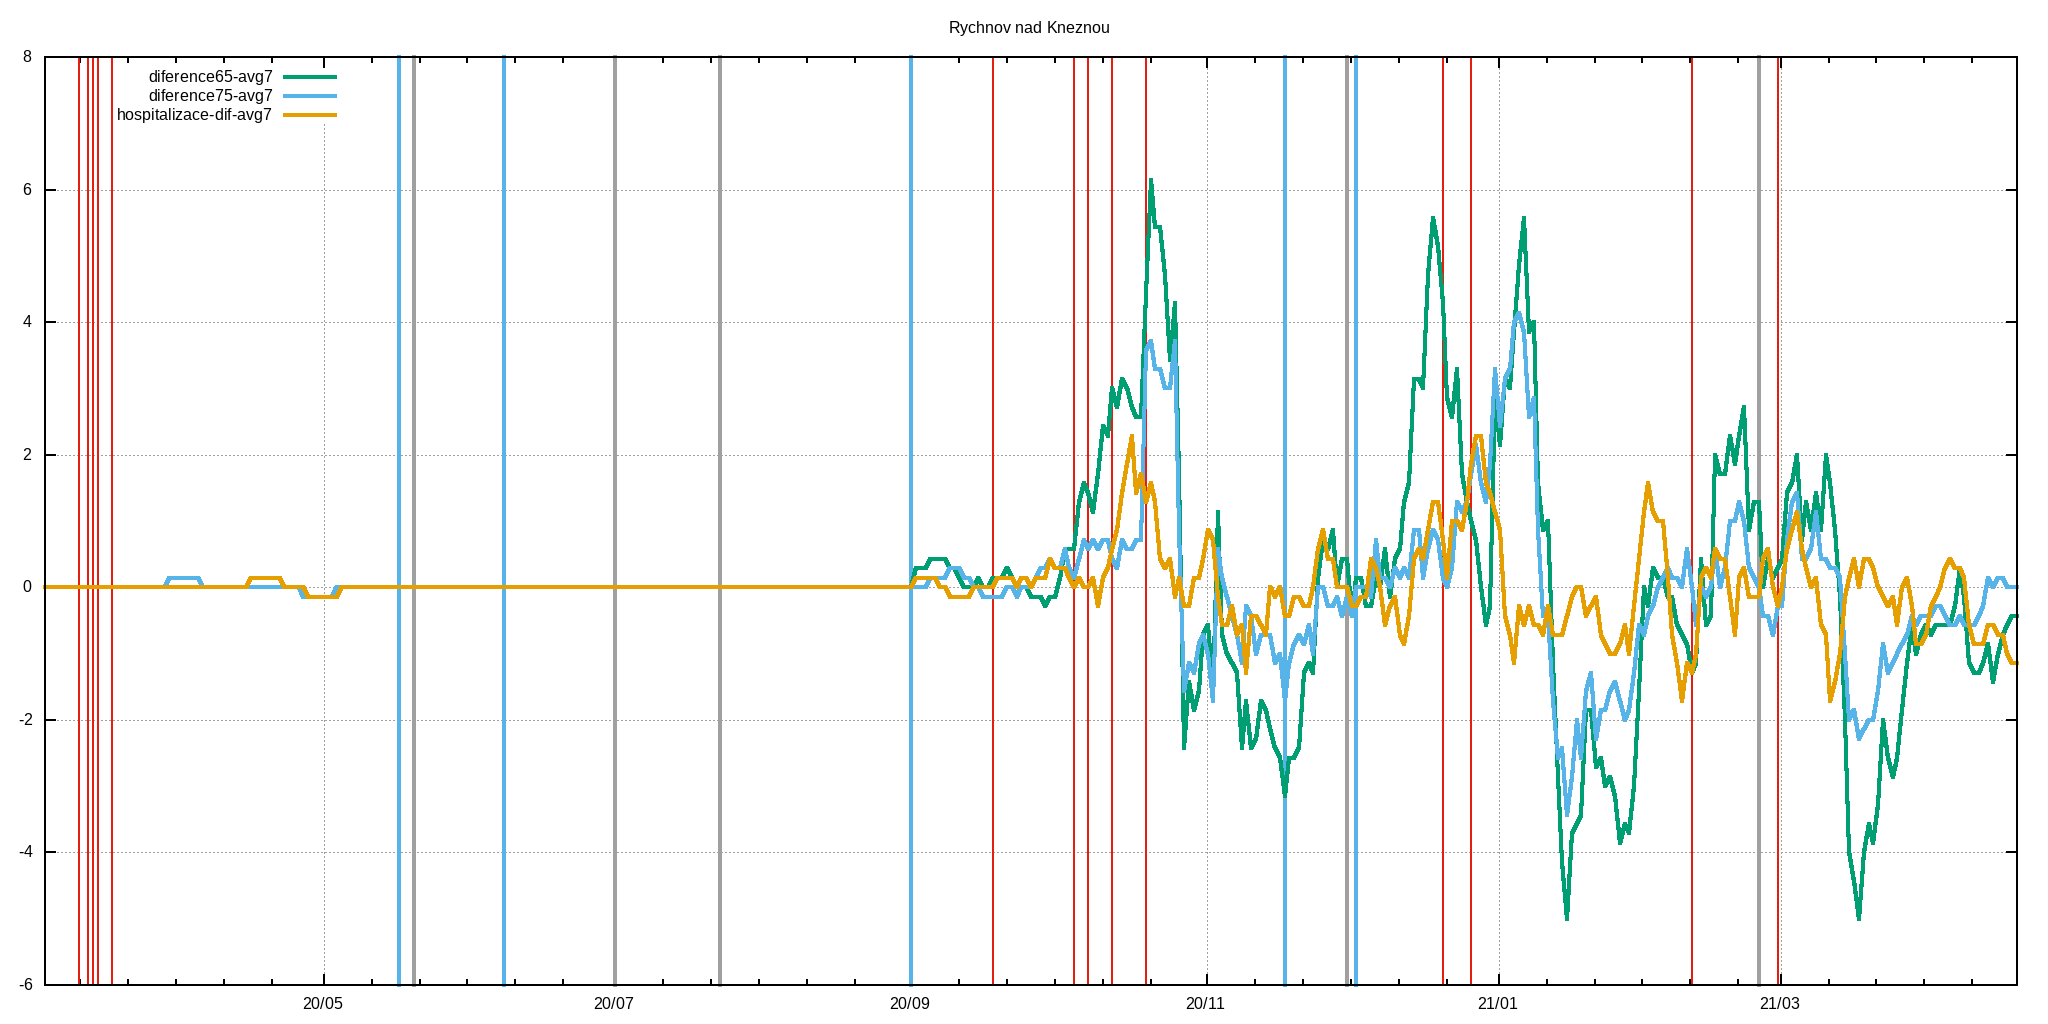 Rychnov nad Kneznou
8
diference65-avg7
diference75-avg7
hospitalizace-dif-avg7
6
4
2
0
-2
-4
-6
20/05 20/07 20/09 20/11 21/01 21/03